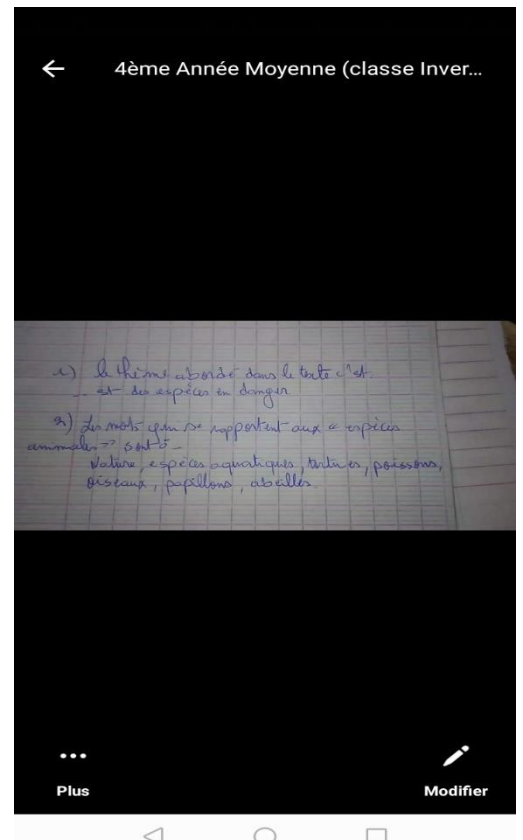 4ème Année Moyenne (classe Inver...
1) le thème abordé dans le texte c'est
est des espèces en danger
2) Les mots qui se rapportent aux « espèces
animales » sont :
Nature, espèces aquatiques, tortues, poissons,
oiseaux, papillons, abeilles.
Plus
Modifier